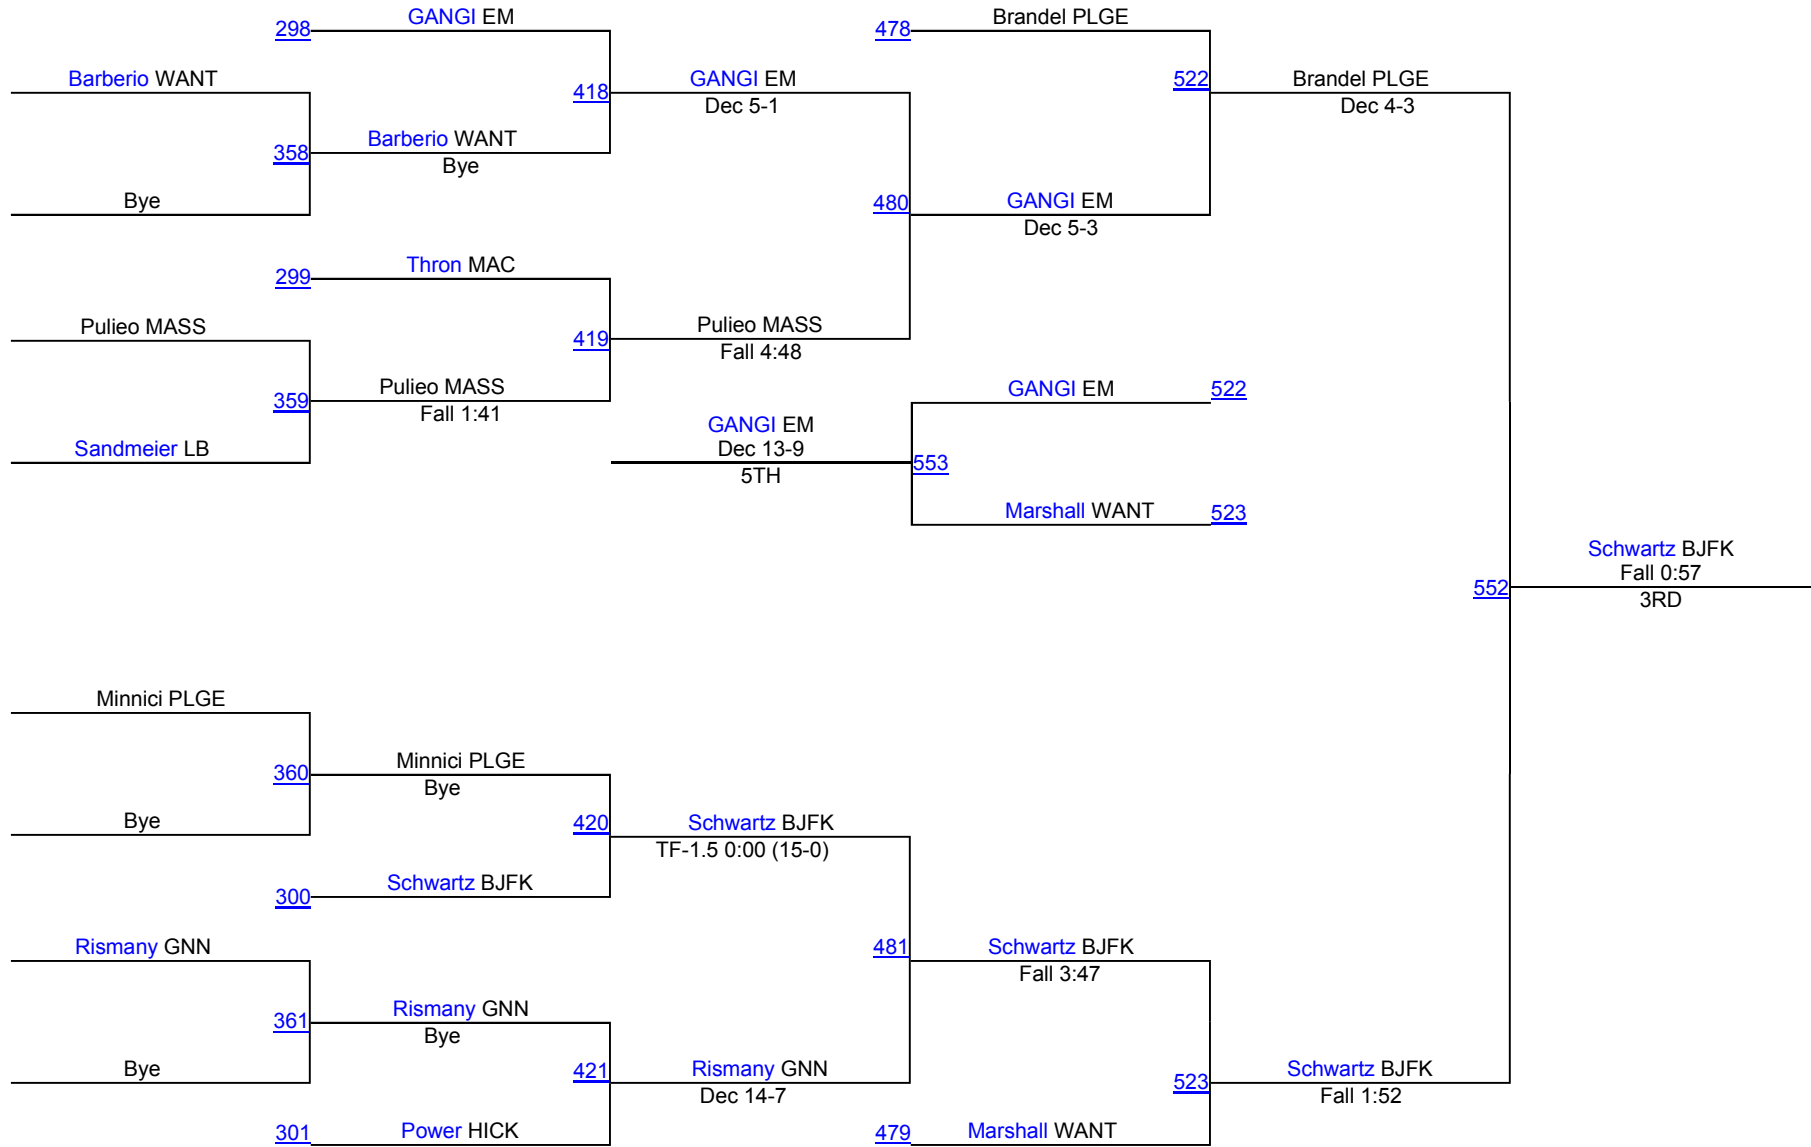 GANGI EM
298
Brandel PLGE
478
Barberio WANT
418
GANGI EM
Dec 5-1
522
Brandel PLGE
Dec 4-3
358
Barberio WANT
Bye
Bye
480
GANGI EM
Dec 5-3
299
Thron MAC
Pulieo MASS
419
Pulieo MASS
Fall 4:48
359
Pulieo MASS
Fall 1:41
GANGI EM
522
Sandmeier LB
GANGI EM
Dec 13-9
5TH
553
Marshall WANT
523
Schwartz BJFK
Fall 0:57
3RD
552
Minnici PLGE
360
Minnici PLGE
Bye
Bye
420
Schwartz BJFK
TF-1.5 0:00 (15-0)
300
Schwartz BJFK
Rismany GNN
481
Schwartz BJFK
Fall 3:47
361
Rismany GNN
Bye
Bye
421
Rismany GNN
Dec 14-7
523
Schwartz BJFK
Fall 1:52
301
Power HICK
479
Marshall WANT